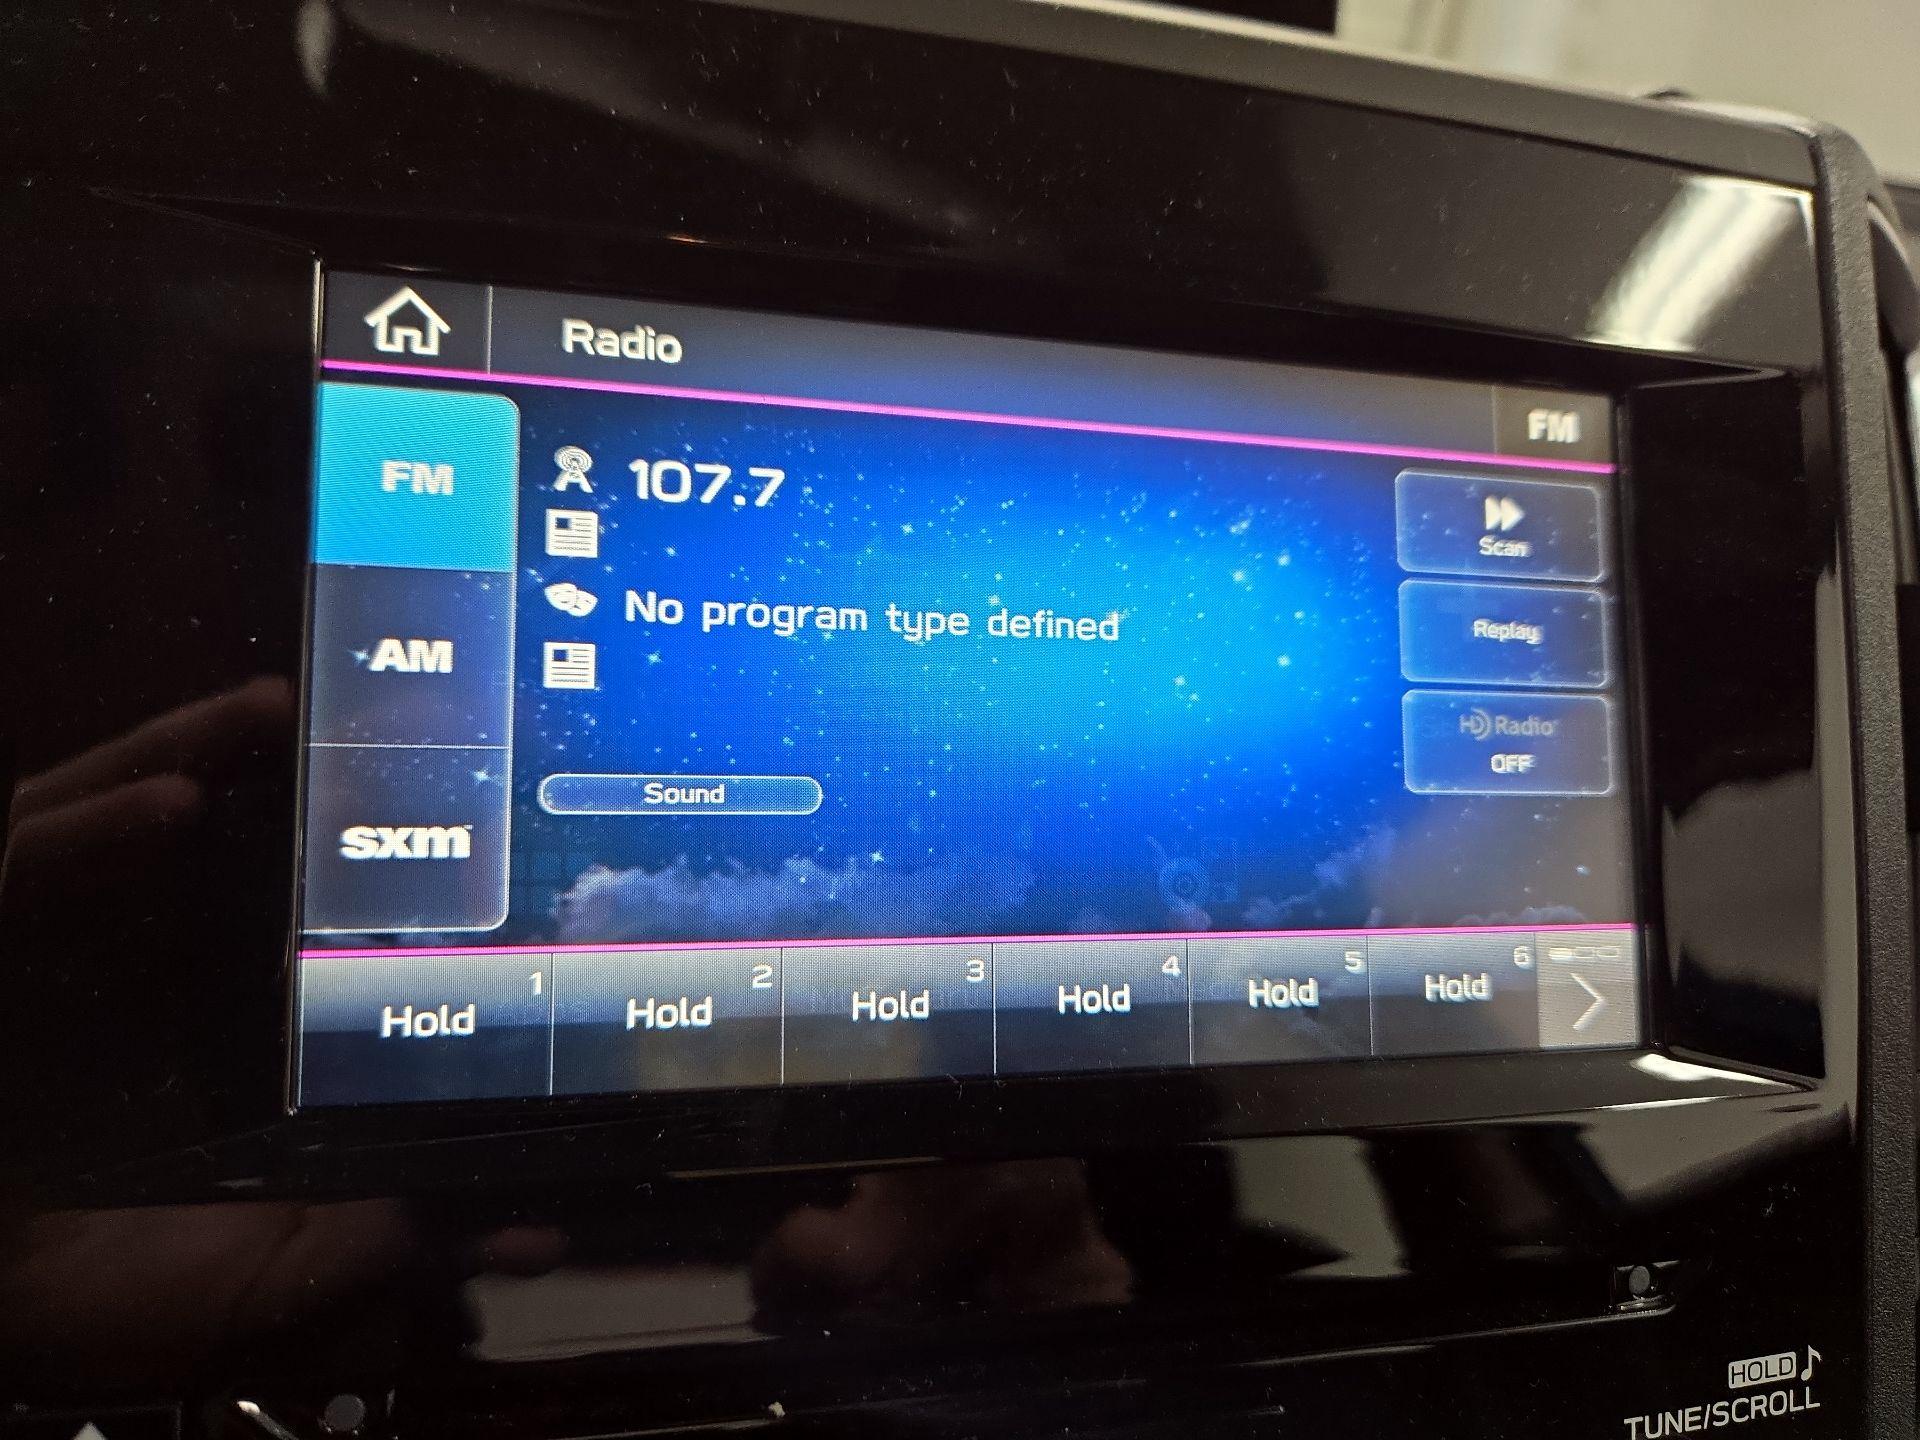 Radio
FM
FM
107.7
Scan
No program type defined
Replay
AM
HD Radio
OFF
Sound
sxm
1
Hold
2
Hold
3
Hold
4
Hold
5
Hold
6
Hold
HOLD
TUNE/SCROLL